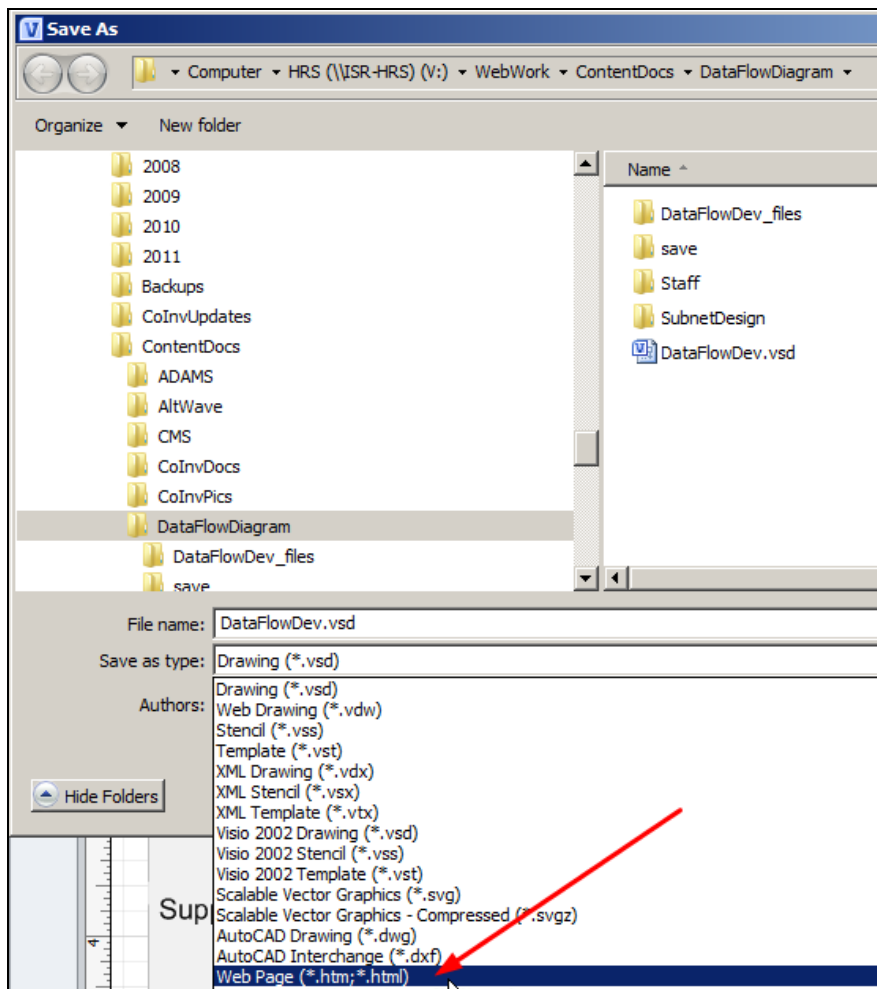 Save As
Computer HRS (\\ISR-HRS) (V:) WebWork ContentDocs DataFlowDiagram
Organize New folder
2008
2009
2010
2011
Backups
CoInvUpdates
ContentDocs
ADAMS
AltWave
CMS
CoInvDocs
CoInvPics
DataFlowDiagram
DataFlowDev_files
save
Name
DataFlowDev_files
save
Staff
SubnetDesign
DataFlowDev.vsd
File name: DataFlowDev.vsd
Save as type: Drawing (*.vsd)
Authors:
Drawing (*.vsd)
Web Drawing (*.vdw)
Stencil (*.vss)
Template (*.vst)
XML Drawing (*.vdx)
XML Stencil (*.vsx)
XML Template (*.vtx)
Visio 2002 Drawing (*.vsd)
Visio 2002 Stencil (*.vss)
Visio 2002 Template (*.vst)
Scalable Vector Graphics (*.svg)
Scalable Vector Graphics - Compressed (*.svgz)
AutoCAD Drawing (*.dwg)
AutoCAD Interchange (*.dxf)
Web Page (*.htm;*.html)
Hide Folders
Sup
4